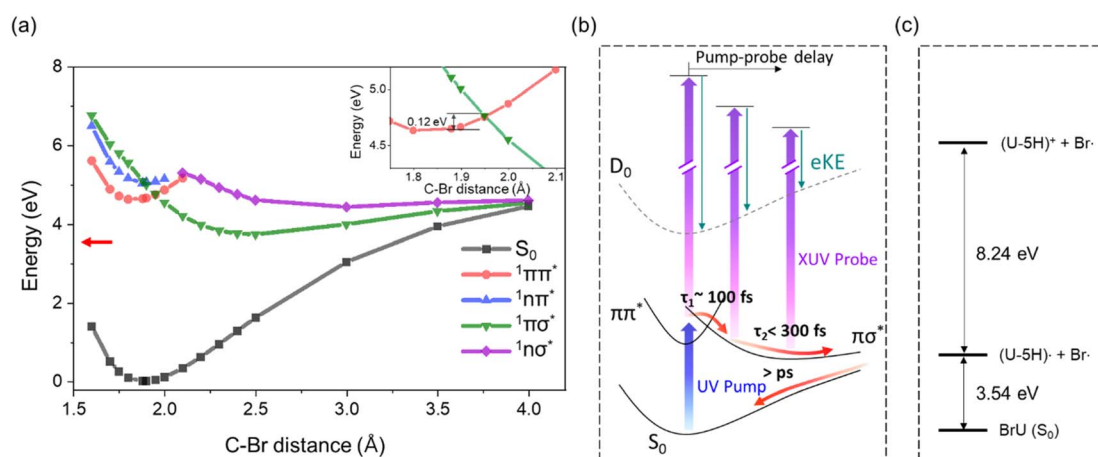 (a)
Energy (eV)
8
6
4
2
0
1.5 2.0 2.5 3.0 3.5 4.0
C-Br distance (Å)
S₀
¹ππ*
¹nπ*
¹πσ*
¹nσ*
Energy (eV)
5.0
4.5
0.12 eV
1.8 1.9 2.0 2.1
C-Br distance (Å)
(b)
Pump-probe delay
eKE
D₀
XUV Probe
τ₁~ 100 fs
ππ*
τ₂< 300 fs
πσ*
> ps
UV Pump
S₀
(c)
(U-5H)⁺ + Br·
8.24 eV
(U-5H)· + Br·
3.54 eV
BrU (S₀)